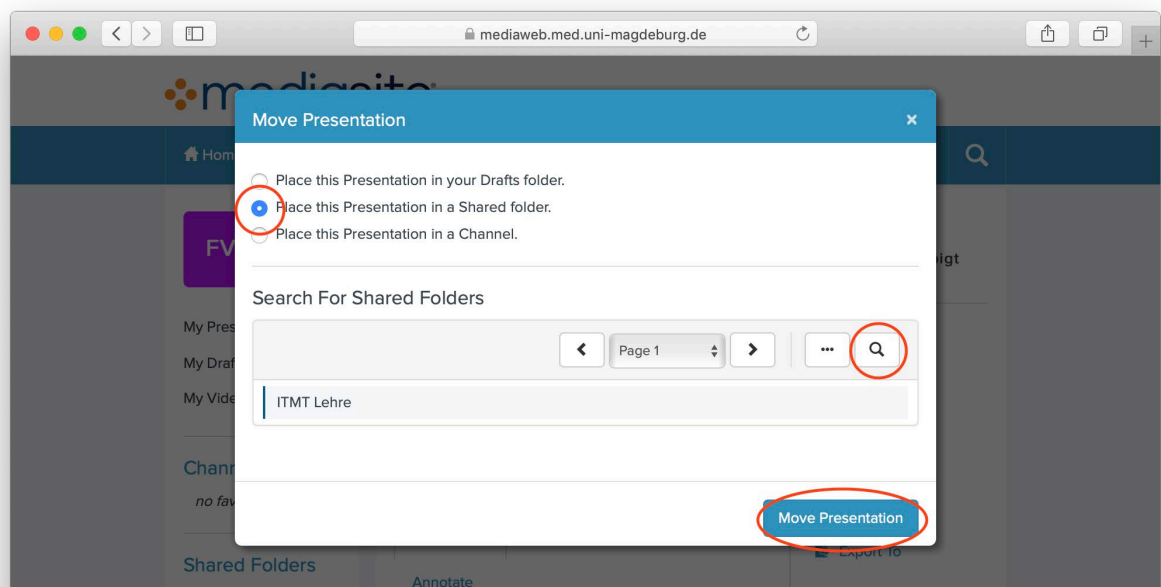 mediaweb.med.uni-magdeburg.de
Move Presentation
Hom
Place this Presentation in your Drafts folder.
Place this Presentation in a Shared folder.
Place this Presentation in a Channel.
FV
igt
Search For Shared Folders
My Pres
My Draf
My Vide
Page 1
ITMT Lehre
Chann
no fav
Move Presentation
Export To
Shared Folders
Annotate